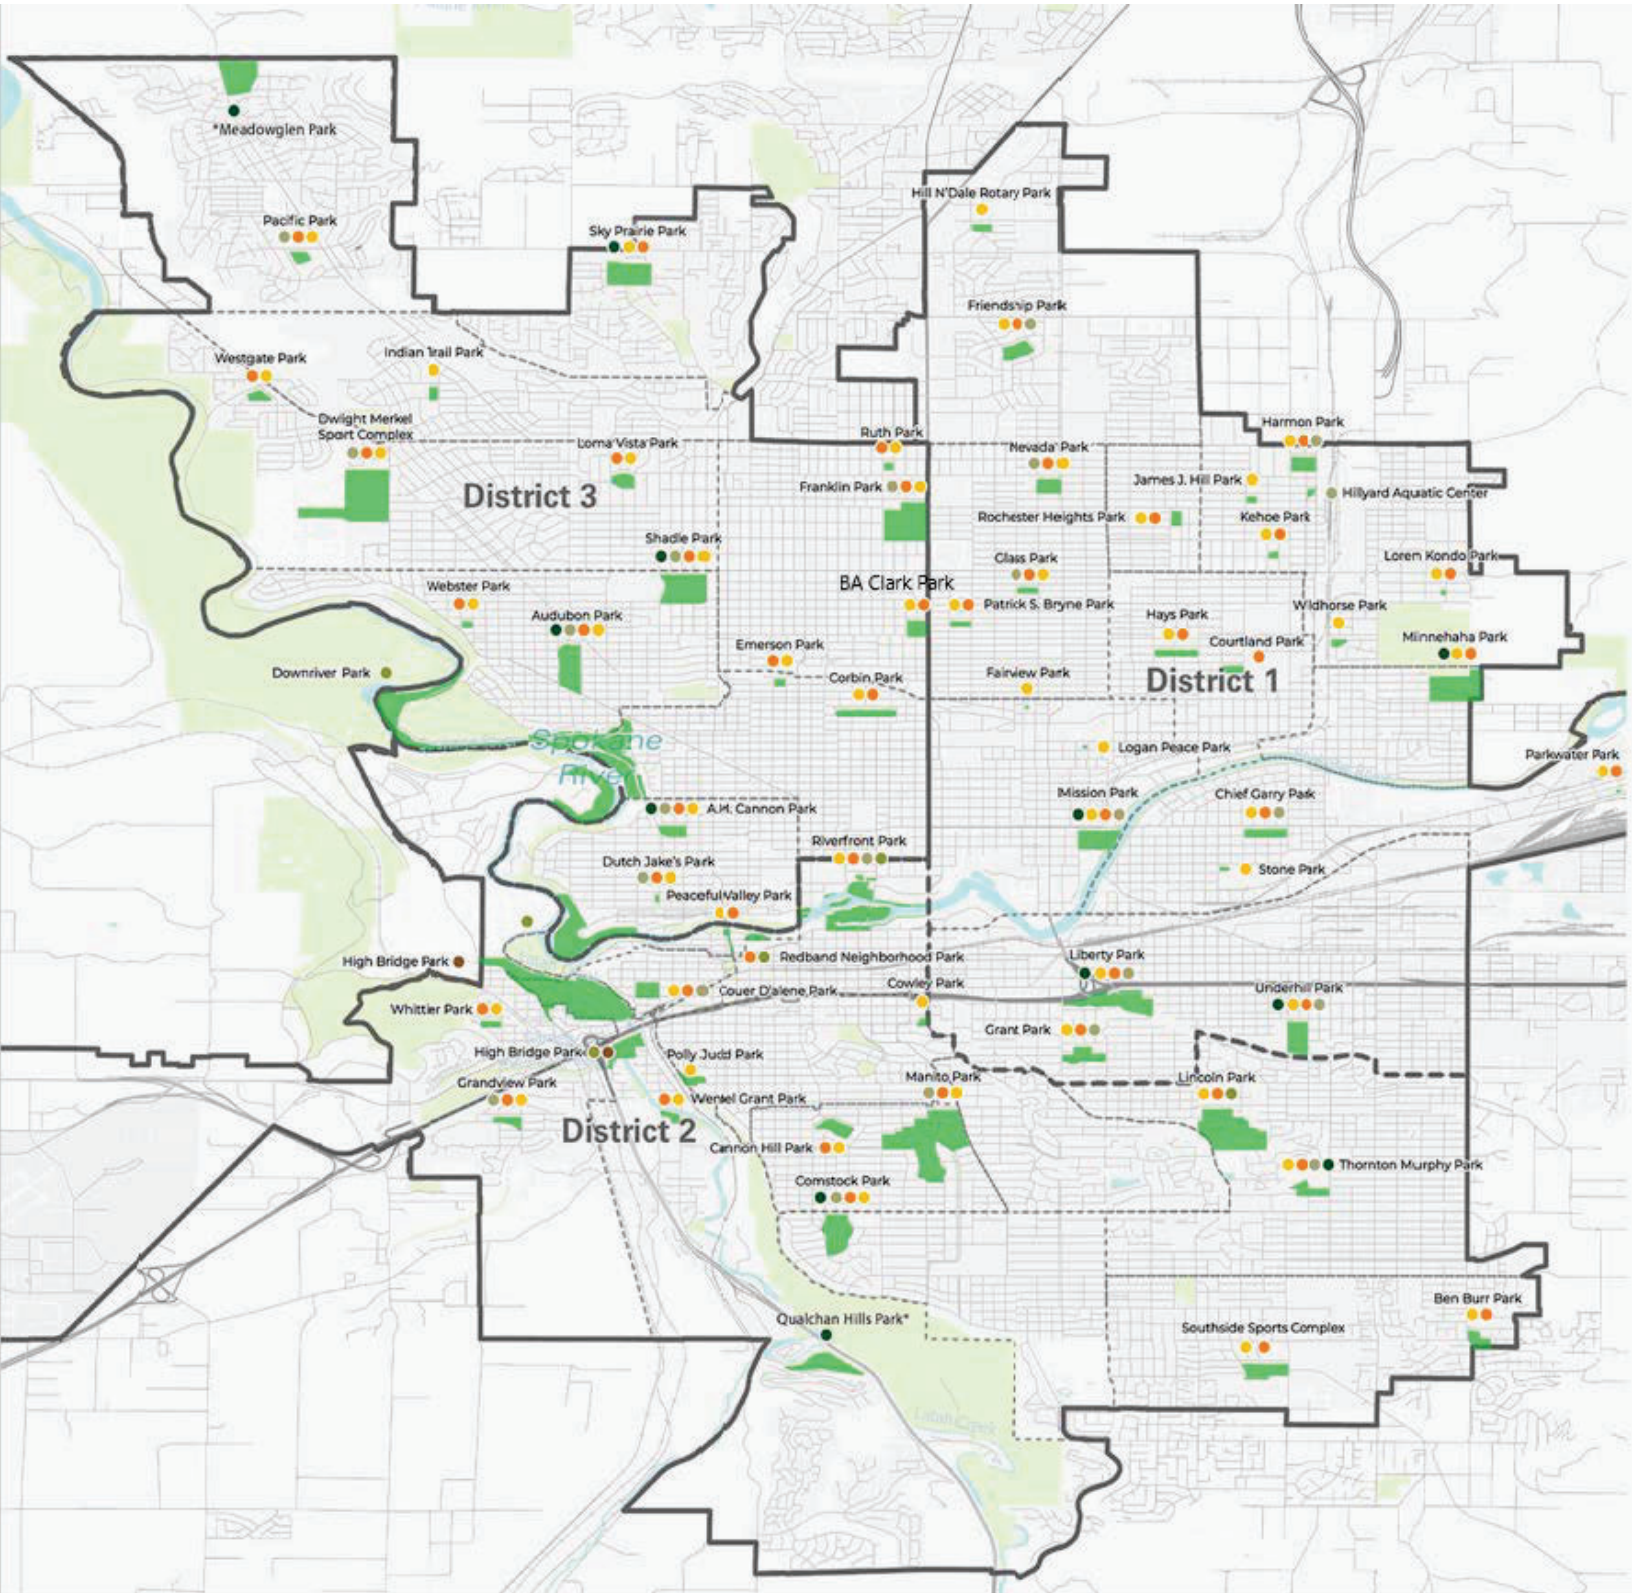 *Meadowglen Park
Hill N'Dale Rotary Park
Pacific Park
Sky Prairie Park
Friendship Park
Westgate Park
Indian Trail Park
Dwight Merkel
Sport Complex
Harmon Park
Ruth Park
Loma Vista Park
Nevada Park
James J. Hill Park
Franklin Park
Hillyard Aquatic Center
District 3
Rochester Heights Park
Kehoe Park
Shadle Park
Glass Park
Loren Kondo Park
BA Clark Park
Webster Park
Patrick S. Bryne Park
Wildhorse Park
Audubon Park
Hays Park
Courtland Park
Minnehaha Park
Emerson Park
Downriver Park
Corbin Park
Fairview Park
District 1
Spokane
River
Logan Peace Park
Parkwater Park
Mission Park
Chief Garry Park
A.M. Cannon Park
Riverfront Park
Dutch Jake's Park
Stone Park
Peaceful Valley Park
High Bridge Park
Redband Neighborhood Park
Liberty Park
Couer D'alene Park
Cowley Park
Underhill Park
Whittier Park
Grant Park
High Bridge Park
Polly Judd Park
Grandview Park
Manito Park
Lincoln Park
Wentel Grant Park
District 2
Cannon Hill Park
Thornton Murphy Park
Comstock Park
Ben Burr Park
Qualchan Hills Park*
Southside Sports Complex
Latah Creek